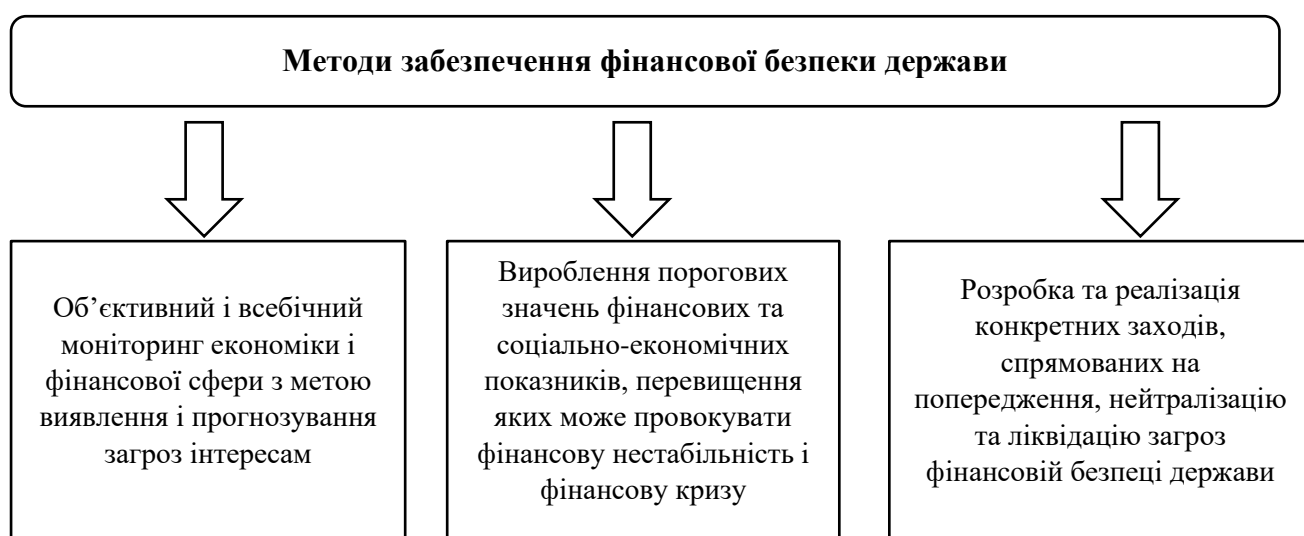 Методи забезпечення фінансової безпеки держави
Об’єктивний і всебічний
моніторинг економіки і
фінансової сфери з метою
виявлення і прогнозування
загроз інтересам
Вироблення порогових
значень фінансових та
соціально-економічних
показників, перевищення
яких може провокувати
фінансову нестабільність і
фінансову кризу
Розробка та реалізація
конкретних заходів,
спрямованих на
попередження, нейтралізацію
та ліквідацію загроз
фінансовій безпеці держави